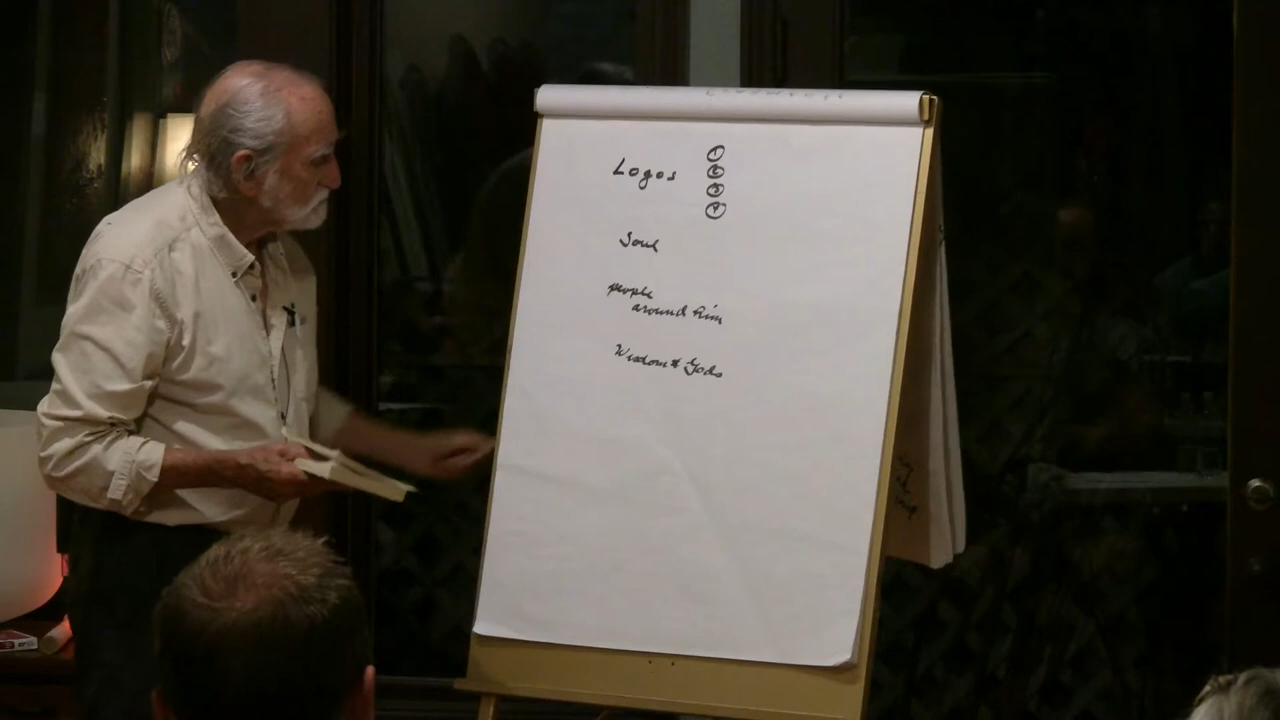 Logos ①
②
③
④
Soul
people
around him
Wisdom & Gods